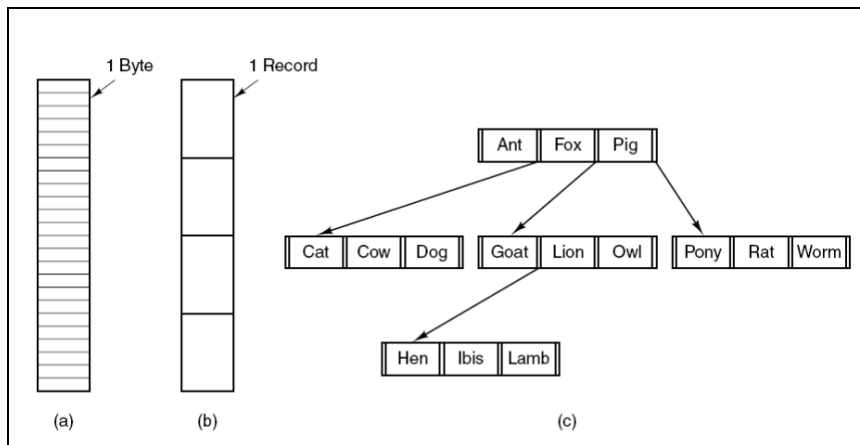 1 Byte
1 Record
Ant Fox Pig
Cat Cow Dog
Goat Lion Owl
Pony Rat Worm
Hen Ibis Lamb
(a)
(b)
(c)